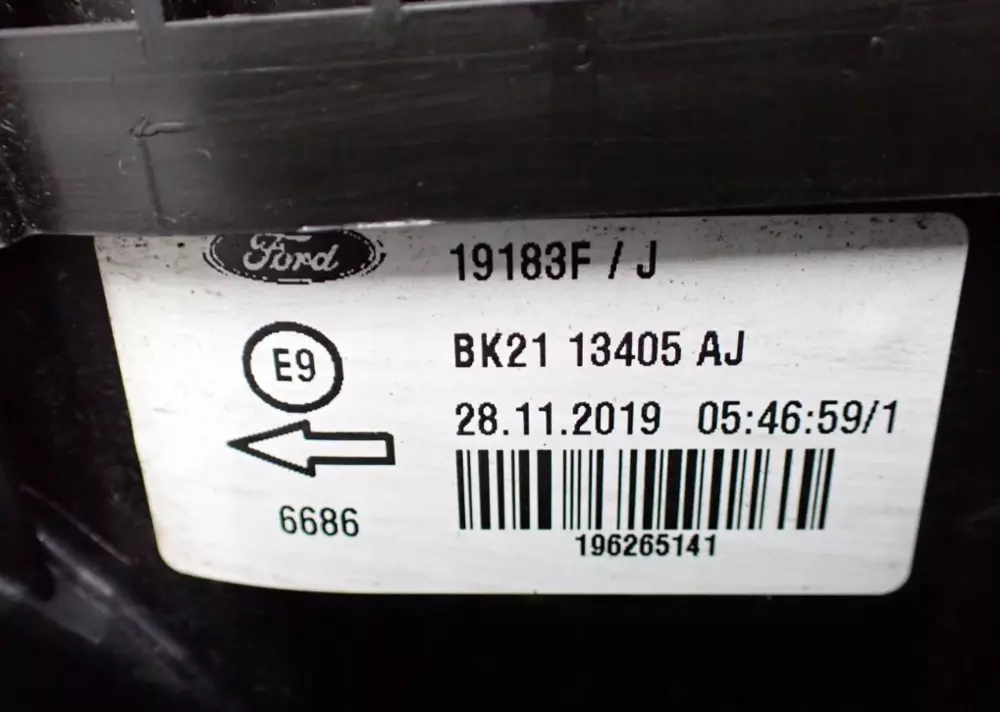 Ford
19183F / J
E9
BK21 13405 AJ
28.11.2019 05:46:59/1
6686
196265141